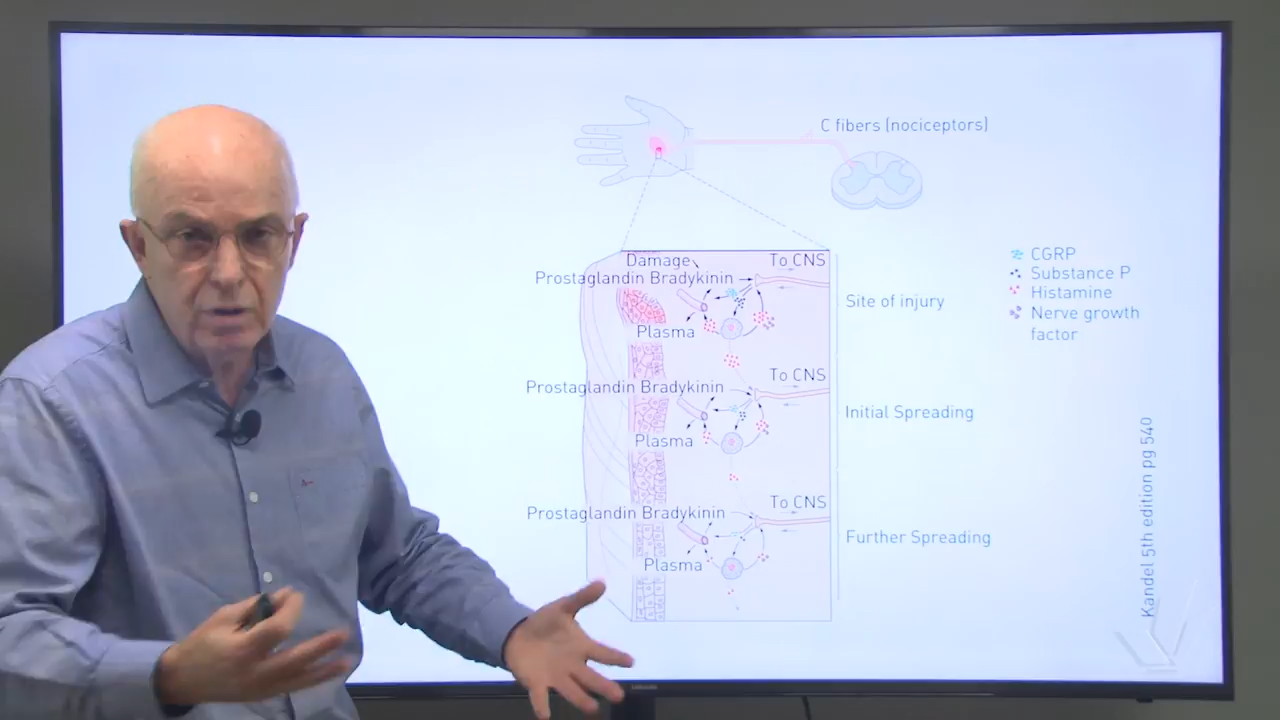 C fibers (nociceptors)
Damage
To CNS
Prostaglandin Bradykinin
Plasma
Site of injury
CGRP
Substance P
Histamine
Nerve growth
factor
To CNS
Prostaglandin Bradykinin
Plasma
Initial Spreading
To CNS
Prostaglandin Bradykinin
Plasma
Further Spreading
Kandel 5th edition pg 540